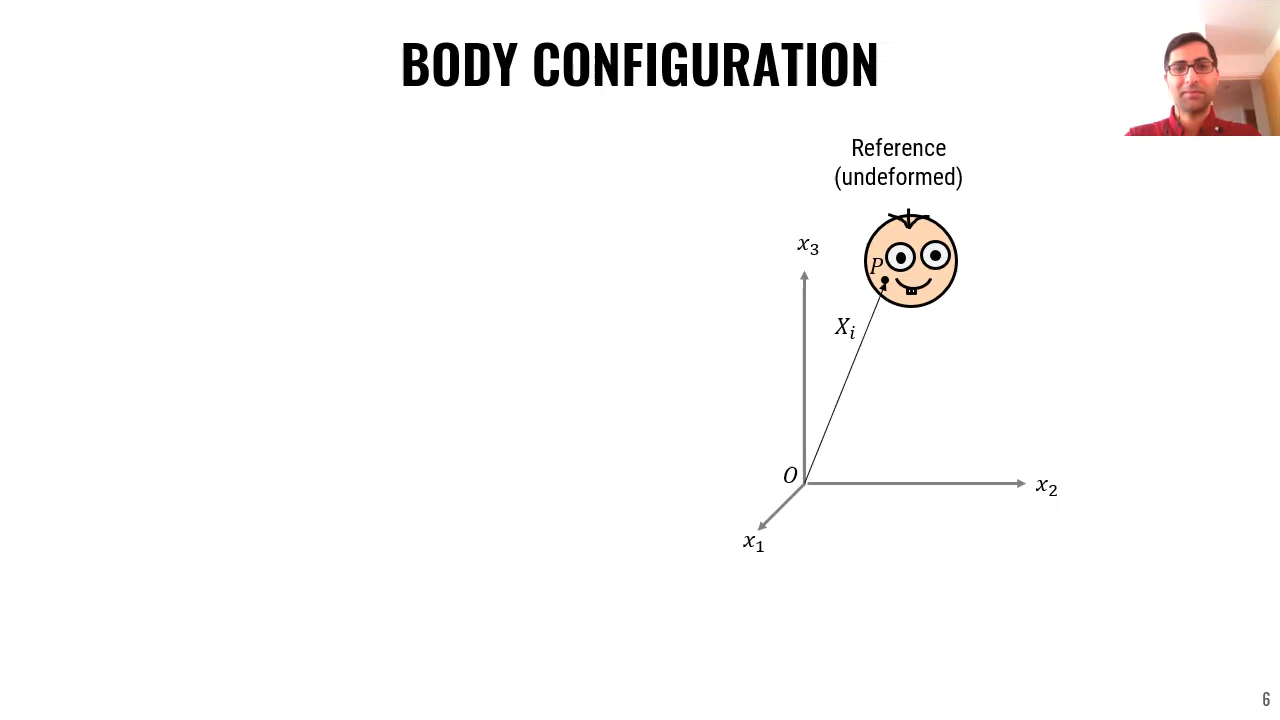 BODY CONFIGURATION
Reference
(undeformed)
x₃
P
Xᵢ
O
x₂
x₁
6